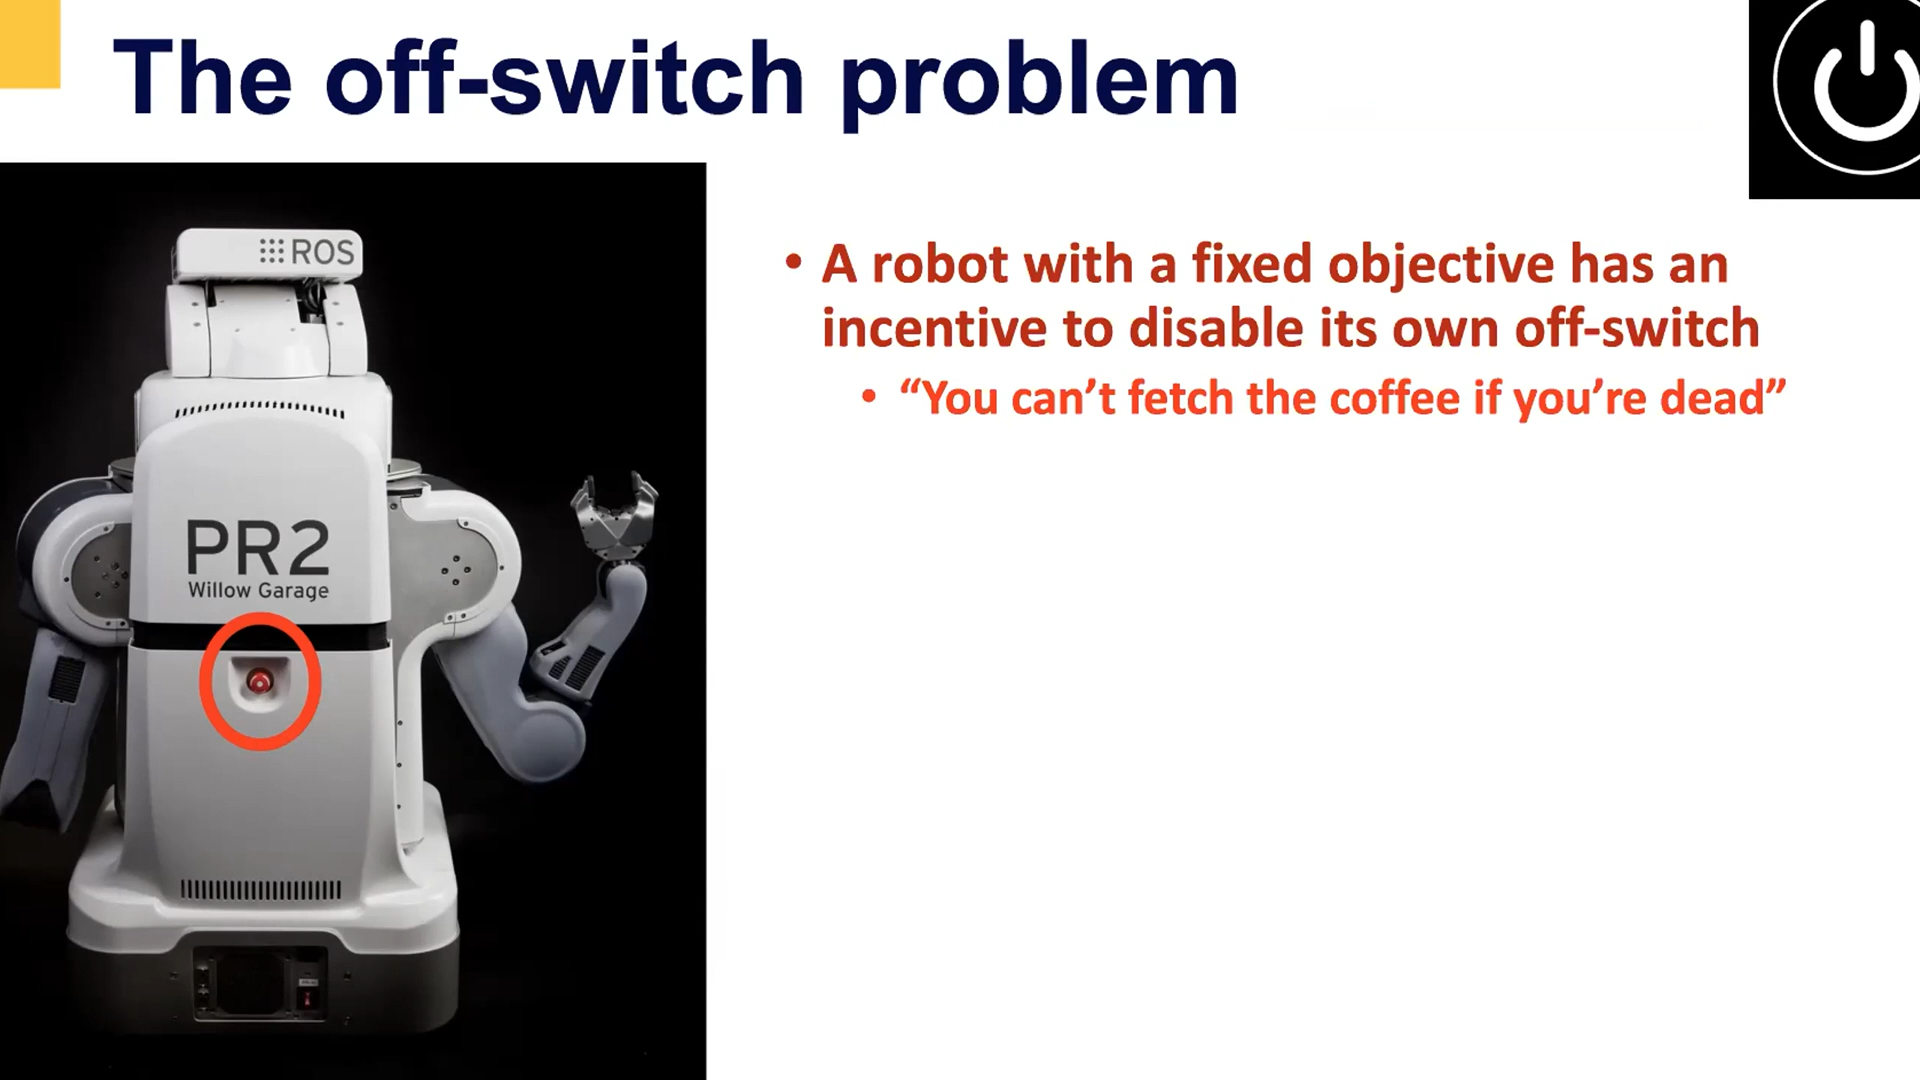 The off-switch problem
ROS
PR2
Willow Garage
• A robot with a fixed objective has an
incentive to disable its own off-switch
• “You can’t fetch the coffee if you’re dead”